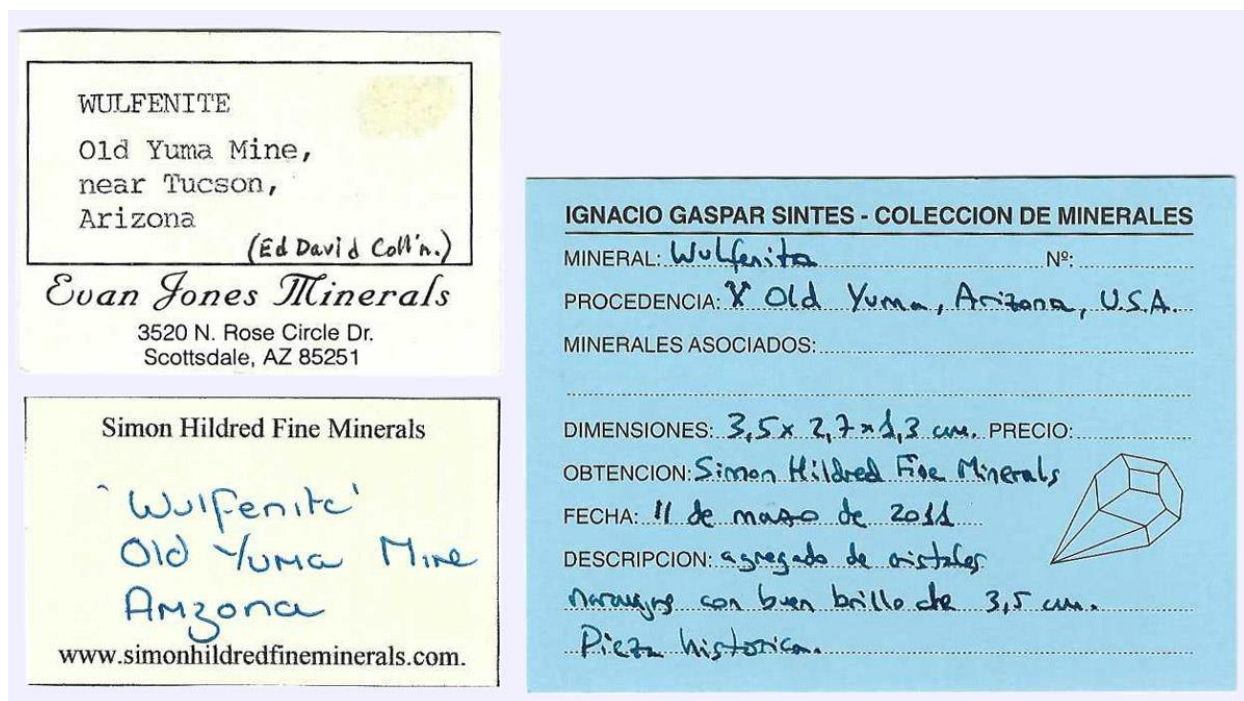 WULFENITE
Old Yuma Mine,
near Tucson,
Arizona
(Ed David Coll'n.)
Evan Jones Minerals
3520 N. Rose Circle Dr.
Scottsdale, AZ 85251
Simon Hildred Fine Minerals
'Wulfenite'
Old Yuma Mine
Arizona
www.simonhildredfineminerals.com.
IGNACIO GASPAR SINTES - COLECCION DE MINERALES
MINERAL: Wulfenita Nº:
PROCEDENCIA: Old Yuma, Arizona, U.S.A.
MINERALES ASOCIADOS:
DIMENSIONES: 3,5 x 2,7 x 1,3 cm. PRECIO:
OBTENCION: Simon Hildred Fine Minerals
FECHA: 11 de de 2011
DESCRIPCION: agregado de cristales
naranjas con buen brillo de 3,5 cm.
Pieza historica.